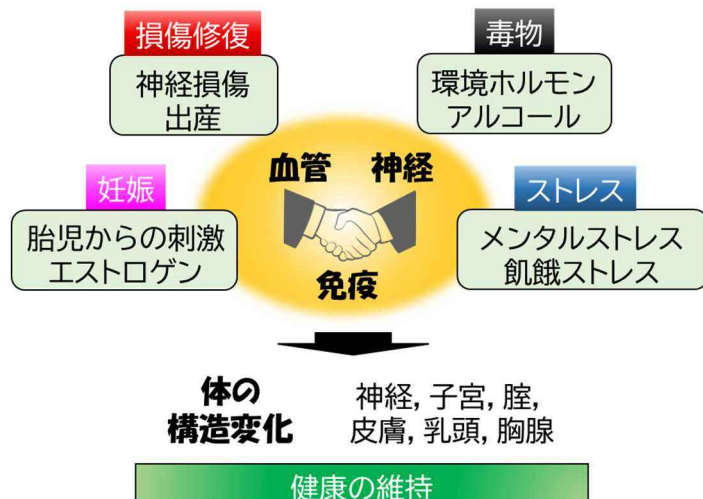 損傷修復
神経損傷
出産
毒物
環境ホルモン
アルコール
妊娠
胎児からの刺激
エストロゲン
血管 神経
免疫
ストレス
メンタルストレス
飢餓ストレス
体の
構造変化
神経, 子宮, 腟,
皮膚, 乳頭, 胸腺
健康の維持